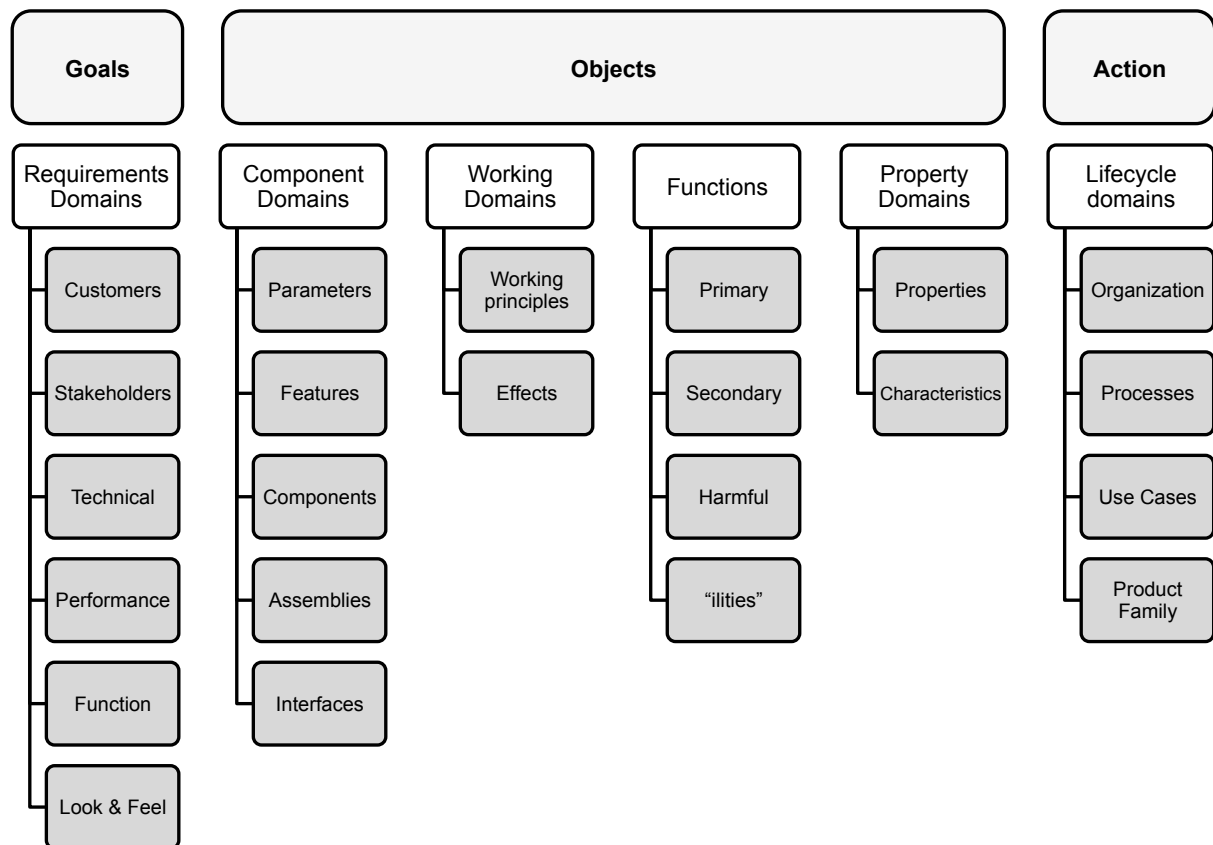 Goals
Objects
Action
Requirements
Domains
Customers
Stakeholders
Technical
Performance
Function
Look & Feel
Component
Domains
Parameters
Features
Components
Assemblies
Interfaces
Working
Domains
Working
principles
Effects
Functions
Primary
Secondary
Harmful
“ilities”
Property
Domains
Properties
Characteristics
Lifecycle
domains
Organization
Processes
Use Cases
Product
Family